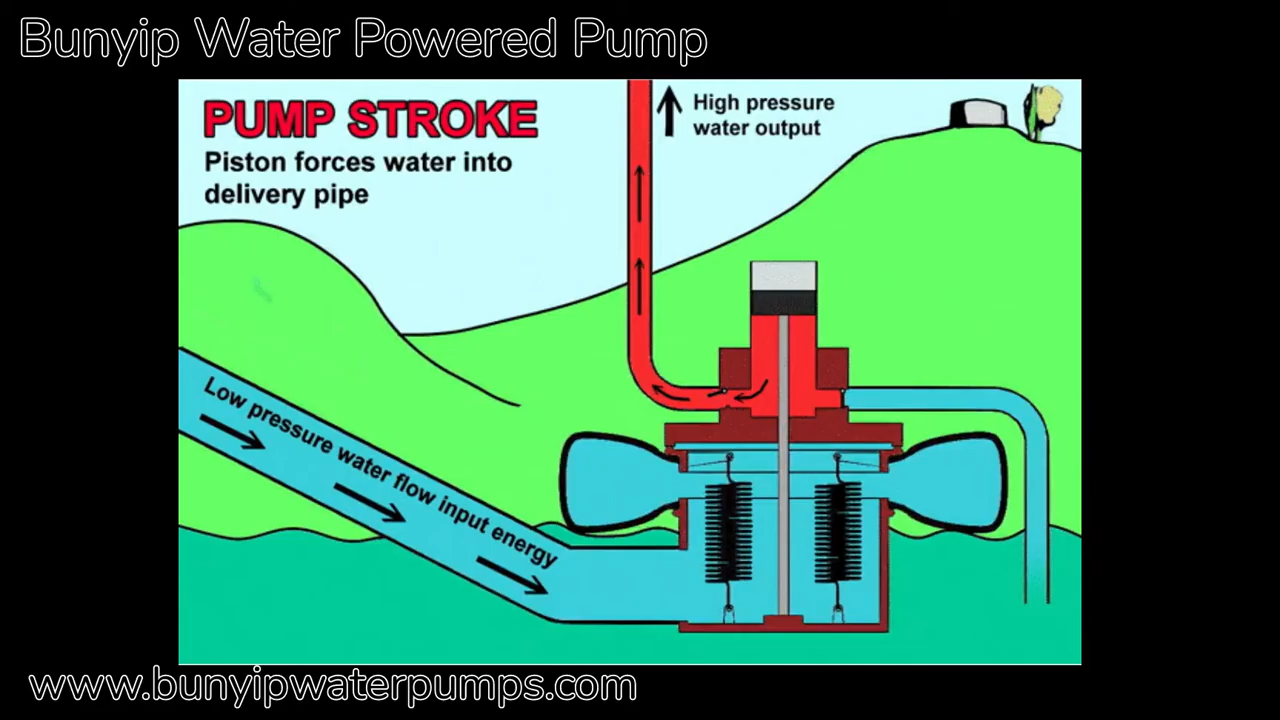 Bunyip Water Powered Pump
PUMP STROKE
Piston forces water into
delivery pipe
High pressure
water output
Low pressure water flow input energy
www.bunyipwaterpumps.com